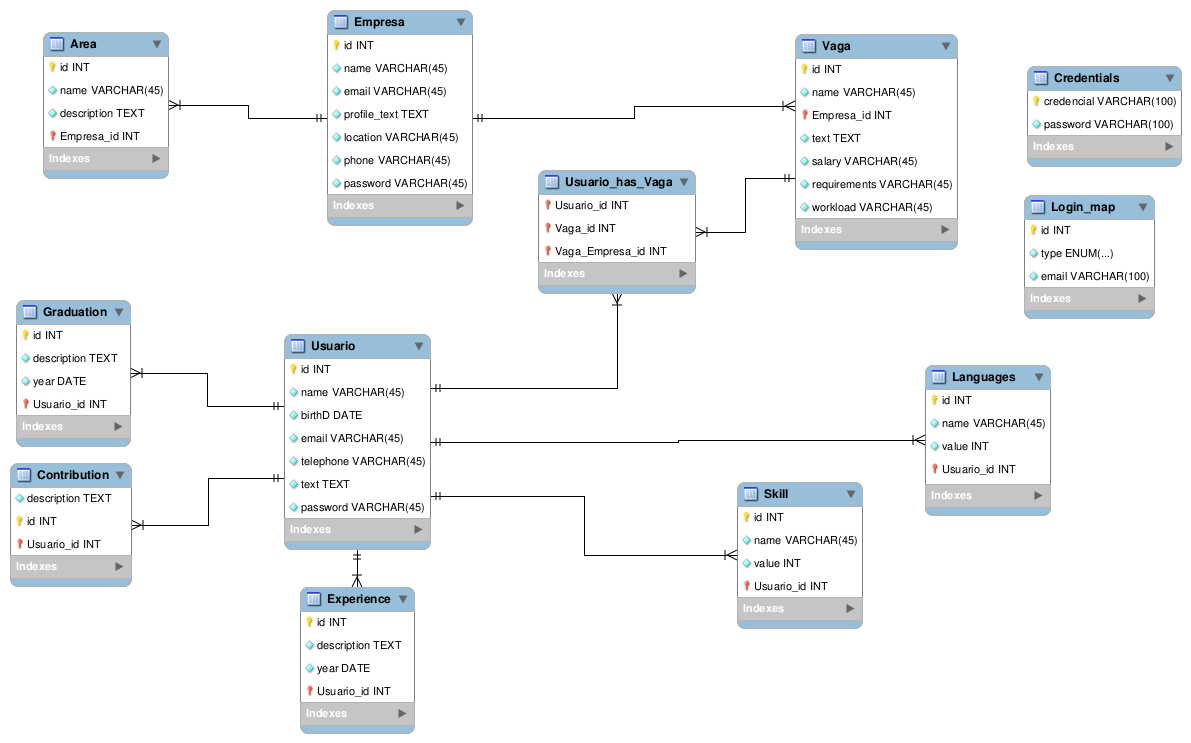 Area
id INT
name VARCHAR(45)
description TEXT
Empresa_id INT
Indexes
Empresa
id INT
name VARCHAR(45)
email VARCHAR(45)
profile_text TEXT
location VARCHAR(45)
phone VARCHAR(45)
password VARCHAR(45)
Indexes
Vaga
id INT
name VARCHAR(45)
Empresa_id INT
text TEXT
salary VARCHAR(45)
requirements VARCHAR(45)
workload VARCHAR(45)
Indexes
Credentials
credencial VARCHAR(100)
password VARCHAR(100)
Indexes
Usuario_has_Vaga
Usuario_id INT
Vaga_id INT
Vaga_Empresa_id INT
Indexes
Login_map
id INT
type ENUM(...)
email VARCHAR(100)
Indexes
Graduation
id INT
description TEXT
year DATE
Usuario_id INT
Indexes
Usuario
id INT
name VARCHAR(45)
birthD DATE
email VARCHAR(45)
telephone VARCHAR(45)
text TEXT
password VARCHAR(45)
Indexes
Languages
id INT
name VARCHAR(45)
value INT
Usuario_id INT
Indexes
Contribution
description TEXT
id INT
Usuario_id INT
Indexes
Skill
id INT
name VARCHAR(45)
value INT
Usuario_id INT
Indexes
Experience
id INT
description TEXT
year DATE
Usuario_id INT
Indexes